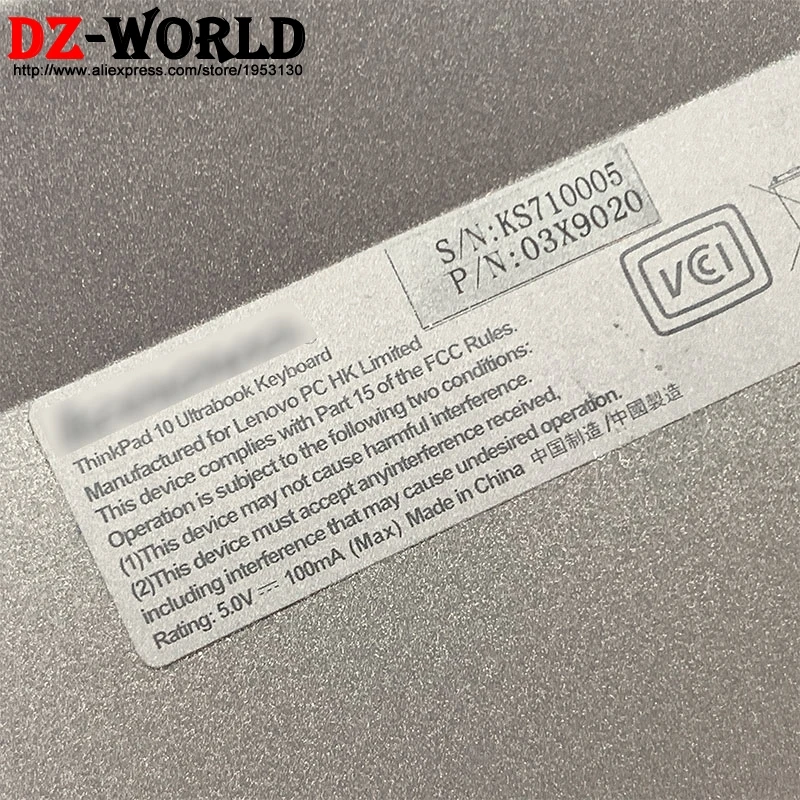 DZ-WORLD
http://www.aliexpress.com/store/1953130
S/N:KS710005
P/N:03X9020
VCCI
ThinkPad 10 Ultrabook Keyboard
Manufactured for Lenovo PC HK Limited
This device complies with Part 15 of the FCC Rules.
Operation is subject to the following two conditions:
(1)This device may not cause harmful interference.
(2)This device must accept anyinterference received,
including interference that may cause undesired operation.
Rating: 5.0V ⎓ 100mA (Max) Made in China 中国制造/中國製造